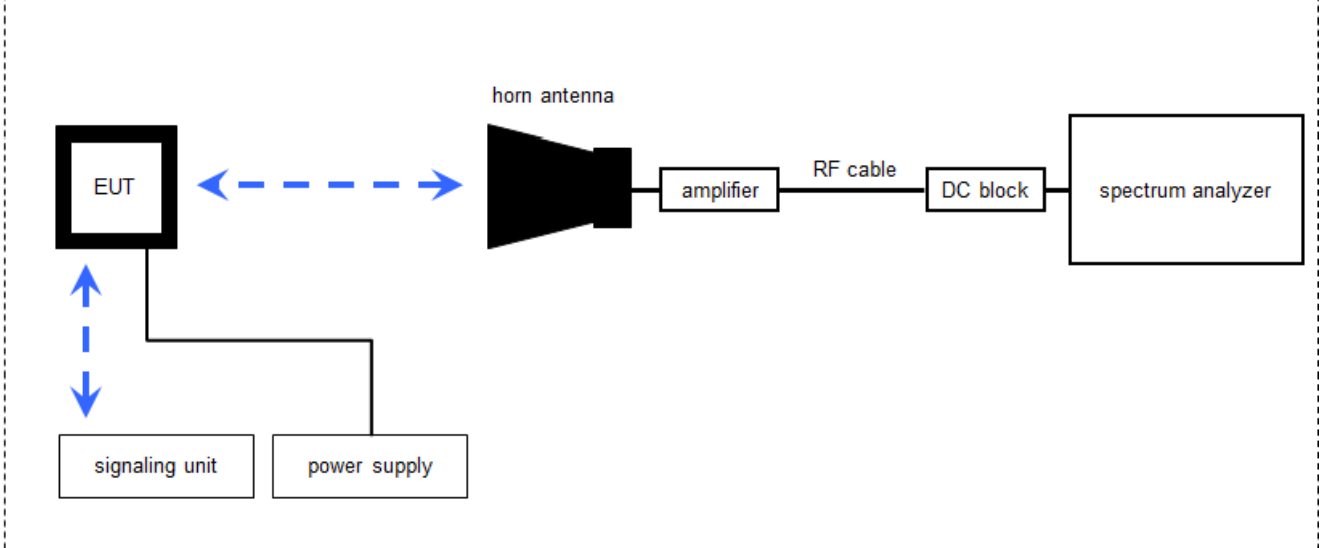 horn antenna
EUT
amplifier
RF cable
DC block
spectrum analyzer
signaling unit
power supply